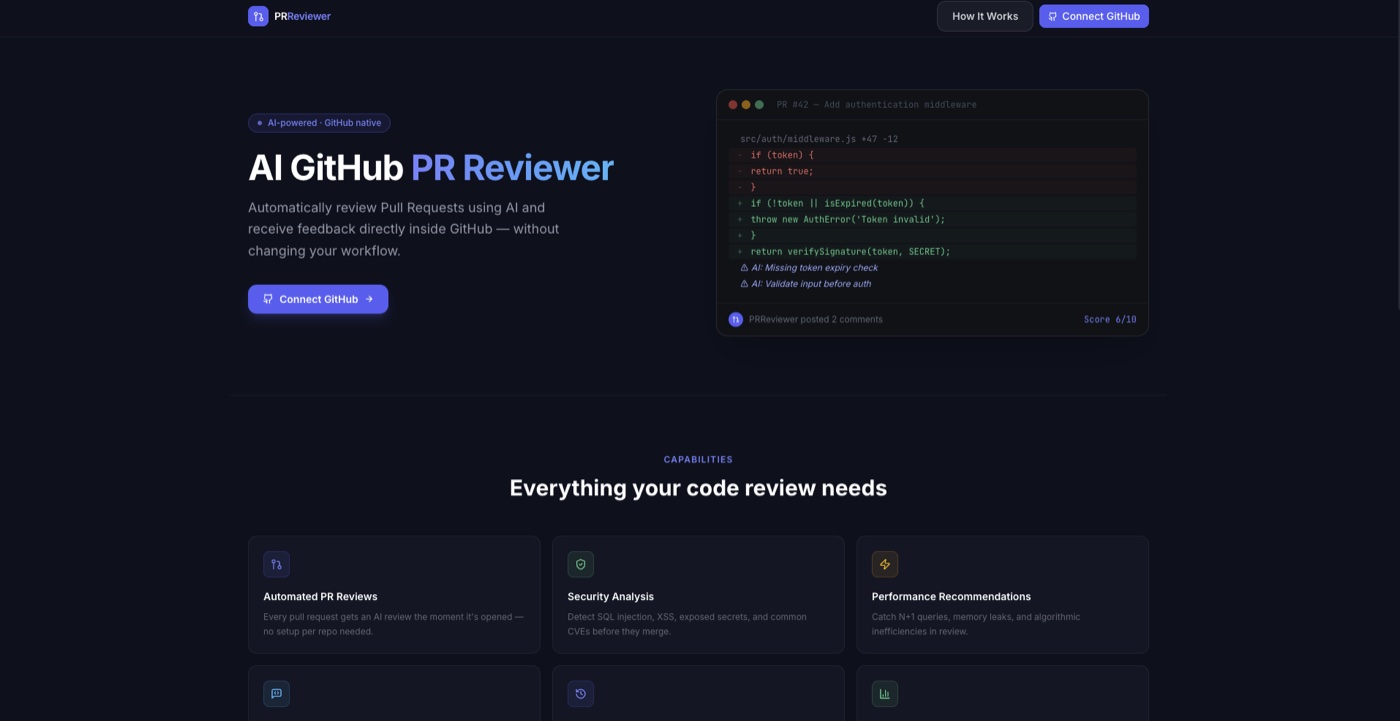 PRReviewer
How It Works
Connect GitHub
AI-powered · GitHub native
AI GitHub PR Reviewer
Automatically review Pull Requests using AI and
receive feedback directly inside GitHub — without
changing your workflow.
Connect GitHub →
PR #42 — Add authentication middleware
src/auth/middleware.js +47 -12
- if (token) {
- return true;
- }
+ if (!token || isExpired(token)) {
+ throw new AuthError('Token invalid');
+ }
+ return verifySignature(token, SECRET);
⚠ AI: Missing token expiry check
⚠ AI: Validate input before auth
PRReviewer posted 2 comments
Score 6/10
CAPABILITIES
Everything your code review needs
Automated PR Reviews
Every pull request gets an AI review the moment it's opened —
no setup per repo needed.
Security Analysis
Detect SQL injection, XSS, exposed secrets, and common
CVEs before they merge.
Performance Recommendations
Catch N+1 queries, memory leaks, and algorithmic
inefficiencies in review.